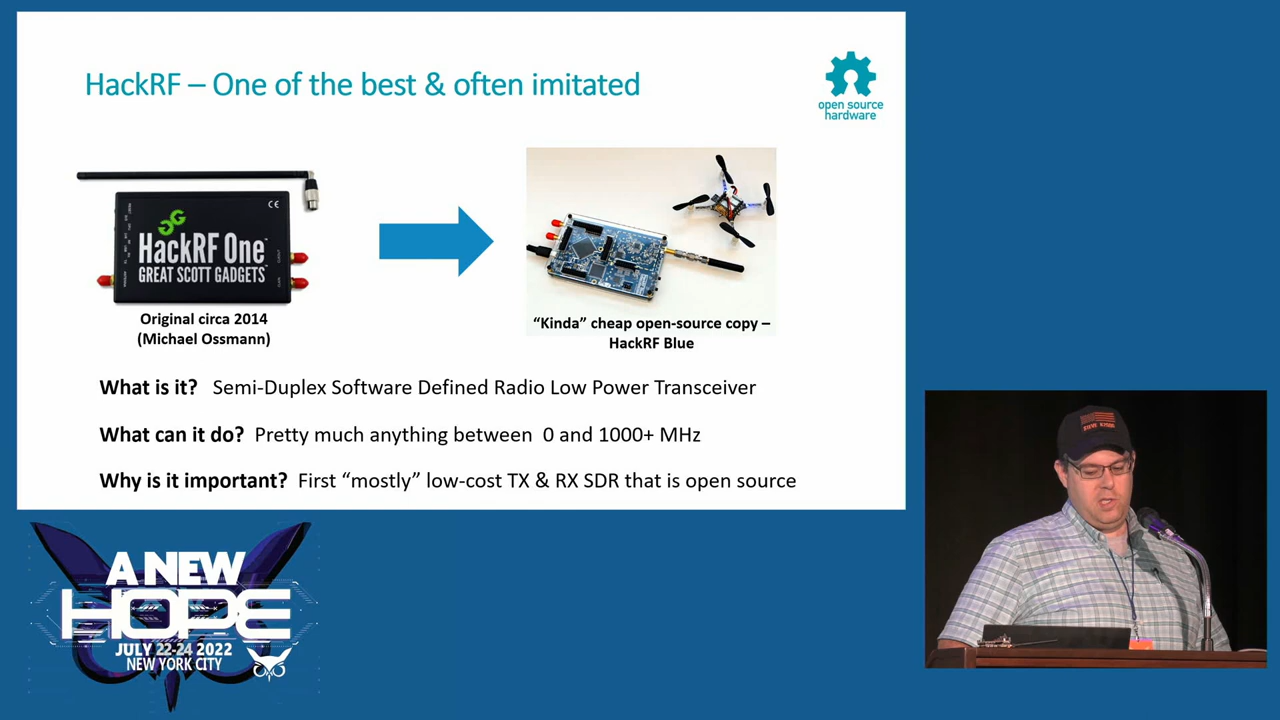 HackRF – One of the best & often imitated
open source
hardware
HackRF One
GREAT SCOTT GADGETS
CE
Original circa 2014
(Michael Ossmann)
“Kinda” cheap open-source copy –
HackRF Blue
What is it? Semi-Duplex Software Defined Radio Low Power Transceiver
What can it do? Pretty much anything between 0 and 1000+ MHz
Why is it important? First “mostly” low-cost TX & RX SDR that is open source
A NEW
HOPE
JULY 22-24 2022
NEW YORK CITY